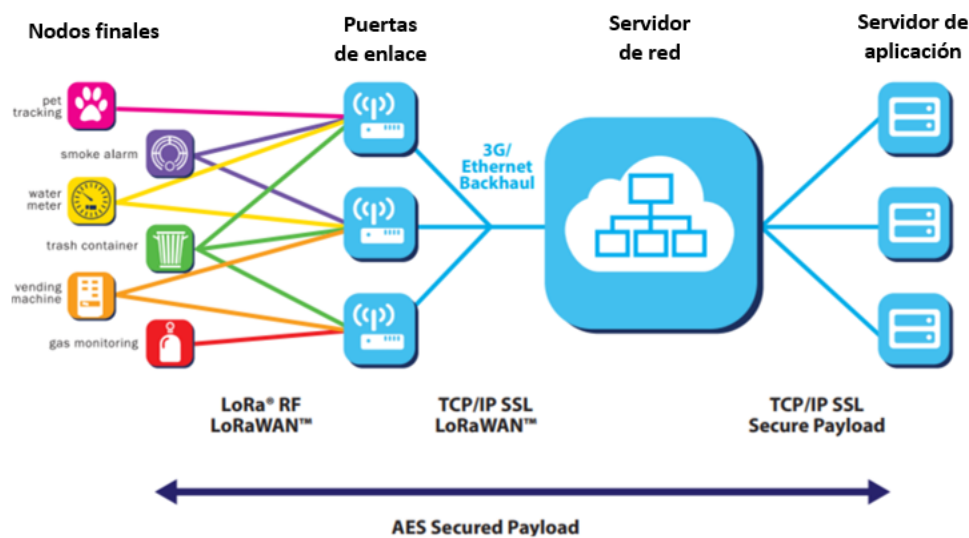 Nodos finales
Puertas
de enlace
Servidor
de red
Servidor de
aplicación
pet
tracking
smoke alarm
water
meter
trash container
vending
machine
gas monitoring
3G/
Ethernet
Backhaul
LoRa® RF
LoRaWAN™
TCP/IP SSL
LoRaWAN™
TCP/IP SSL
Secure Payload
AES Secured Payload